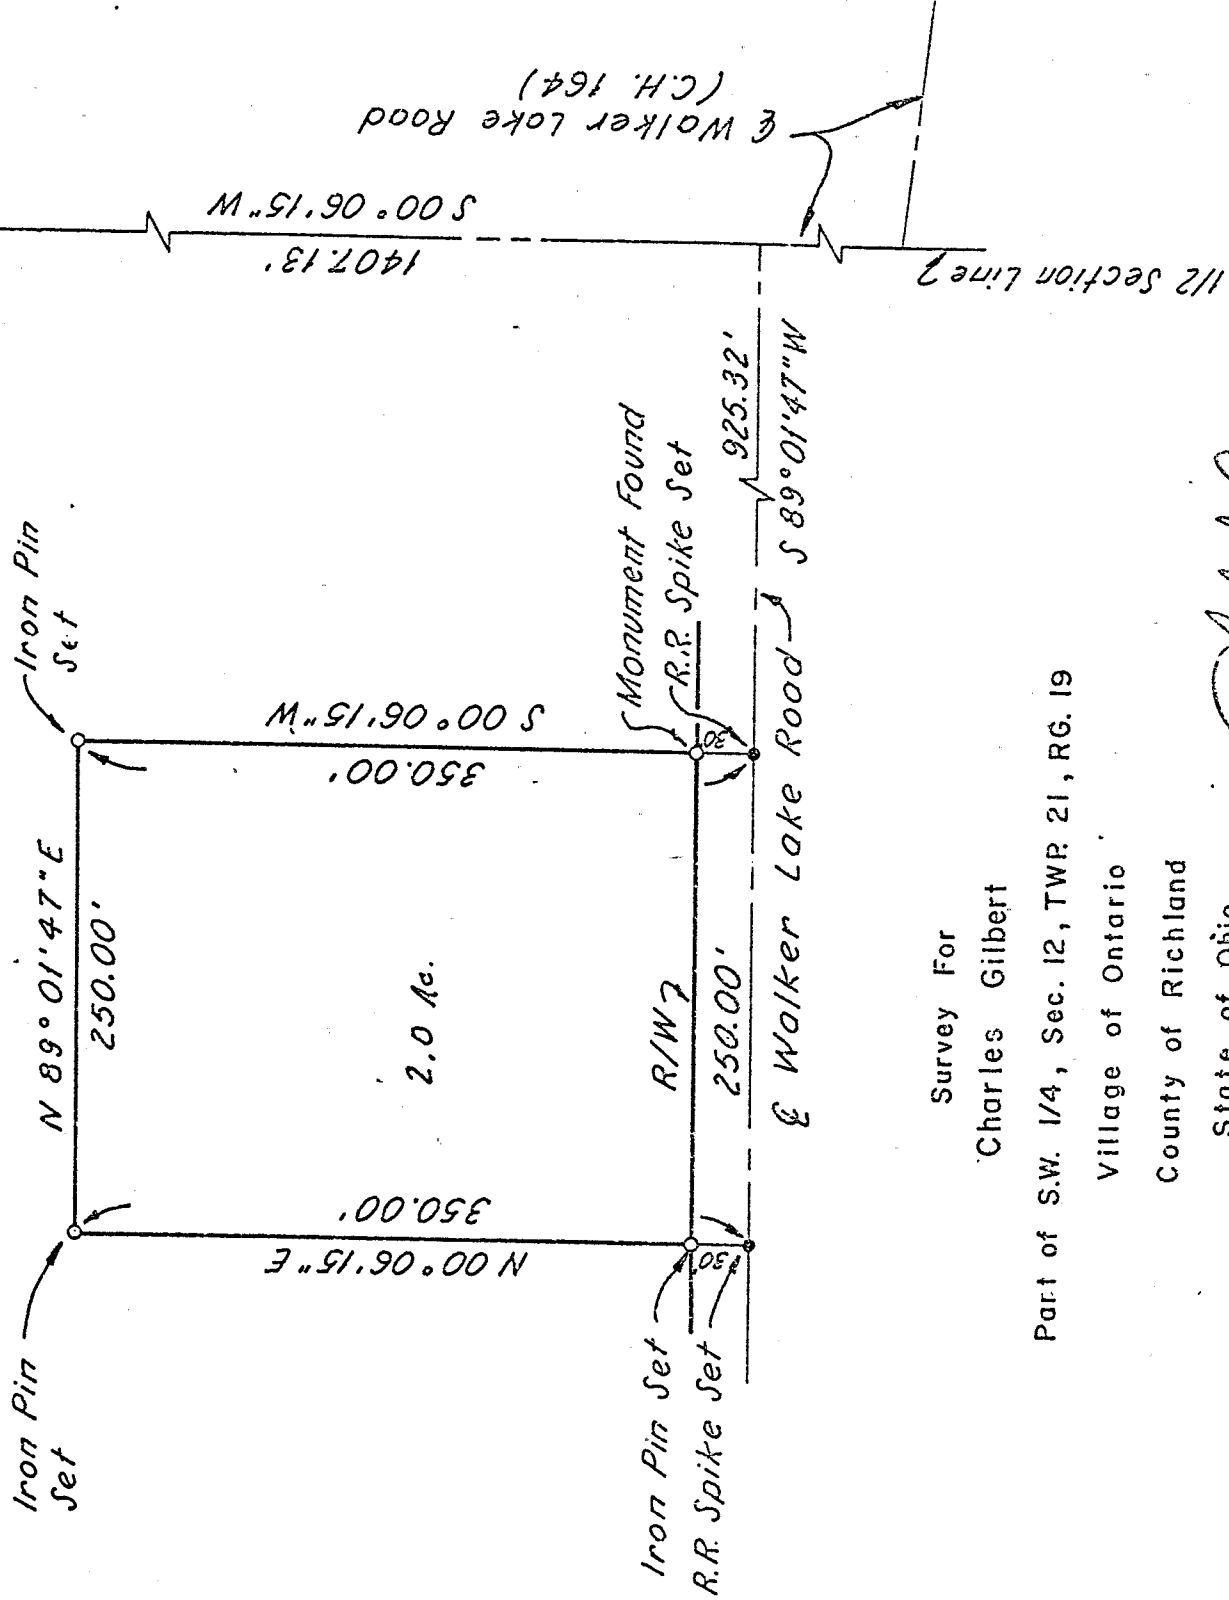 Iron Pin
Set
N 89° 01' 47" E
250.00'
Iron Pin
Set
N 00° 06' 15" E
350.00'
2.0 Ac.
S 00° 06' 15" W
350.00'
1407.13'
S 00° 06' 15" W
℄ Walker Lake Road
(C.H. 164)
Monument Found
R.R. Spike Set
Iron Pin Set
R.R. Spike Set
30'
R/W
250.00'
30'
925.32'
℄ Walker Lake Road
S 89° 01' 47" W
1/2 Section Line
Survey For
Charles Gilbert
Part of S.W. 1/4, Sec. 12, TWP. 21, RG. 19
Village of Ontario
County of Richland
State of Ohio